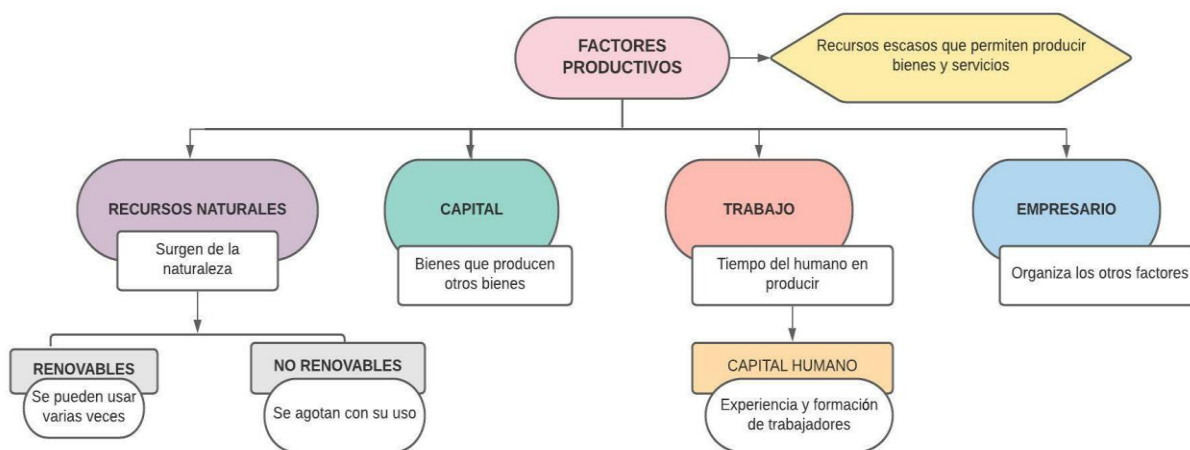 FACTORES
PRODUCTIVOS
Recursos escasos que permiten producir
bienes y servicios
RECURSOS NATURALES
Surgen de la
naturaleza
CAPITAL
Bienes que producen
otros bienes
TRABAJO
Tiempo del humano en
producir
EMPRESARIO
Organiza los otros factores
RENOVABLES
Se pueden usar
varias veces
NO RENOVABLES
Se agotan con su uso
CAPITAL HUMANO
Experiencia y formación
de trabajadores